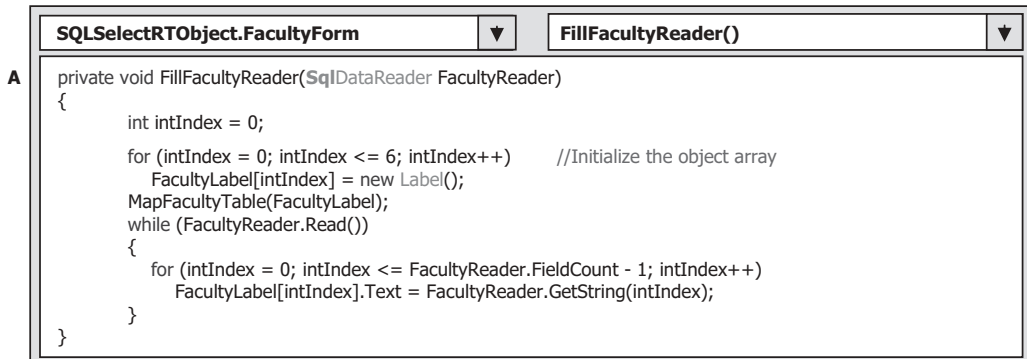 SQLSelectRTObject.FacultyForm FillFacultyReader()
A private void FillFacultyReader(SqlDataReader FacultyReader)
{
int intIndex = 0;
for (intIndex = 0; intIndex <= 6; intIndex++) //Initialize the object array
FacultyLabel[intIndex] = new Label();
MapFacultyTable(FacultyLabel);
while (FacultyReader.Read())
{
for (intIndex = 0; intIndex <= FacultyReader.FieldCount - 1; intIndex++)
FacultyLabel[intIndex].Text = FacultyReader.GetString(intIndex);
}
}